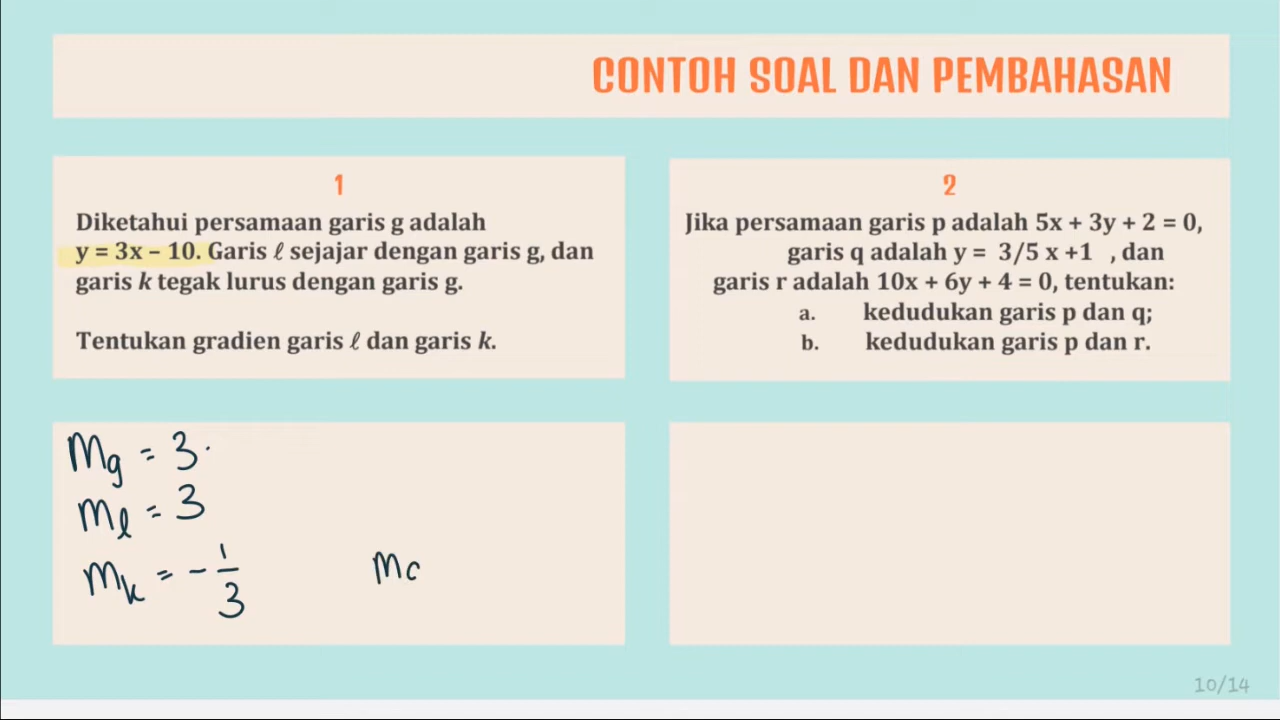 CONTOH SOAL DAN PEMBAHASAN
1
Diketahui persamaan garis g adalah
y = 3x – 10. Garis ℓ sejajar dengan garis g, dan
garis k tegak lurus dengan garis g.
Tentukan gradien garis ℓ dan garis k.
2
Jika persamaan garis p adalah 5x + 3y + 2 = 0,
garis q adalah y = 3/5 x +1 , dan
garis r adalah 10x + 6y + 4 = 0, tentukan:
a. kedudukan garis p dan q;
b. kedudukan garis p dan r.
Mg = 3.
mℓ = 3
mk = - 1/3
mc
10/14